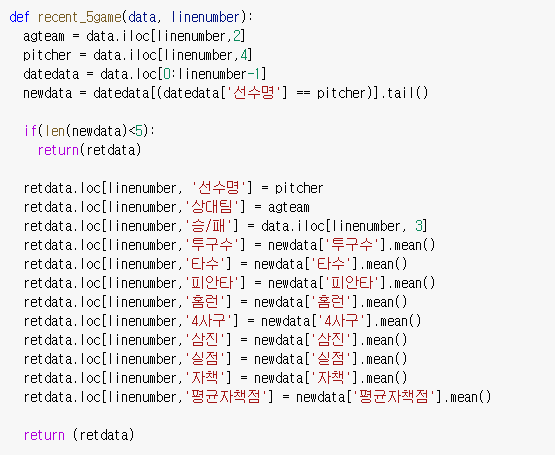 def recent_5game(data, linenumber):
  agteam = data.iloc[linenumber,2]
  pitcher = data.iloc[linenumber,4]
  datedata = data.loc[0:linenumber-1]
  newdata = datedata[(datedata['선수명'] == pitcher)].tail()

  if(len(newdata)<5):
    return(retdata)

  retdata.loc[linenumber, '선수명'] = pitcher
  retdata.loc[linenumber,'상대팀'] = agteam
  retdata.loc[linenumber,'승/패'] = data.iloc[linenumber, 3]
  retdata.loc[linenumber,'투구수'] = newdata['투구수'].mean()
  retdata.loc[linenumber,'타수'] = newdata['타수'].mean()
  retdata.loc[linenumber,'피안타'] = newdata['피안타'].mean()
  retdata.loc[linenumber,'홈런'] = newdata['홈런'].mean()
  retdata.loc[linenumber,'4사구'] = newdata['4사구'].mean()
  retdata.loc[linenumber,'삼진'] = newdata['삼진'].mean()
  retdata.loc[linenumber,'실점'] = newdata['실점'].mean()
  retdata.loc[linenumber,'자책'] = newdata['자책'].mean()
  retdata.loc[linenumber,'평균자책점'] = newdata['평균자책점'].mean()

  return (retdata)